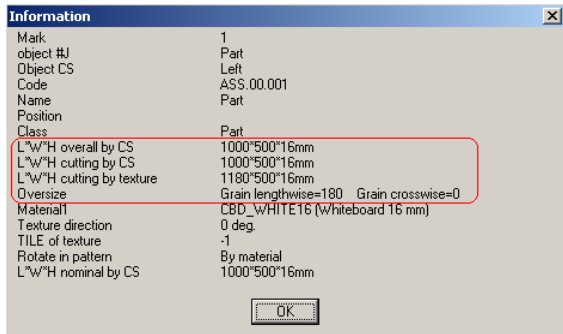 Information
Mark 1
object #J Part
Object CS Left
Code ASS.00.001
Name Part
Position
Class Part
L*W*H overall by CS 1000*500*16mm
L*W*H cutting by CS 1000*500*16mm
L*W*H cutting by texture 1180*500*16mm
Oversize Grain lengthwise=180 Grain crosswise=0
Material1 CBD_WHITE16 (Whiteboard 16 mm)
Texture direction 0 deg.
TILE of texture -1
Rotate in pattern By material
L*W*H nominal by CS 1000*500*16mm
OK